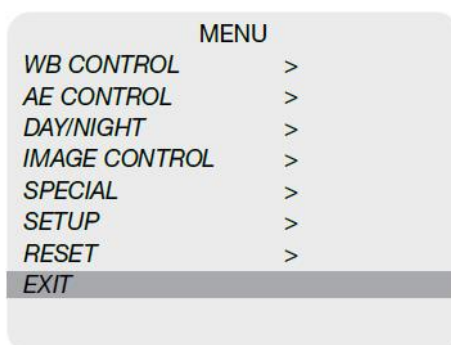 MENU
WB CONTROL >
AE CONTROL >
DAY/NIGHT >
IMAGE CONTROL >
SPECIAL >
SETUP >
RESET >
EXIT